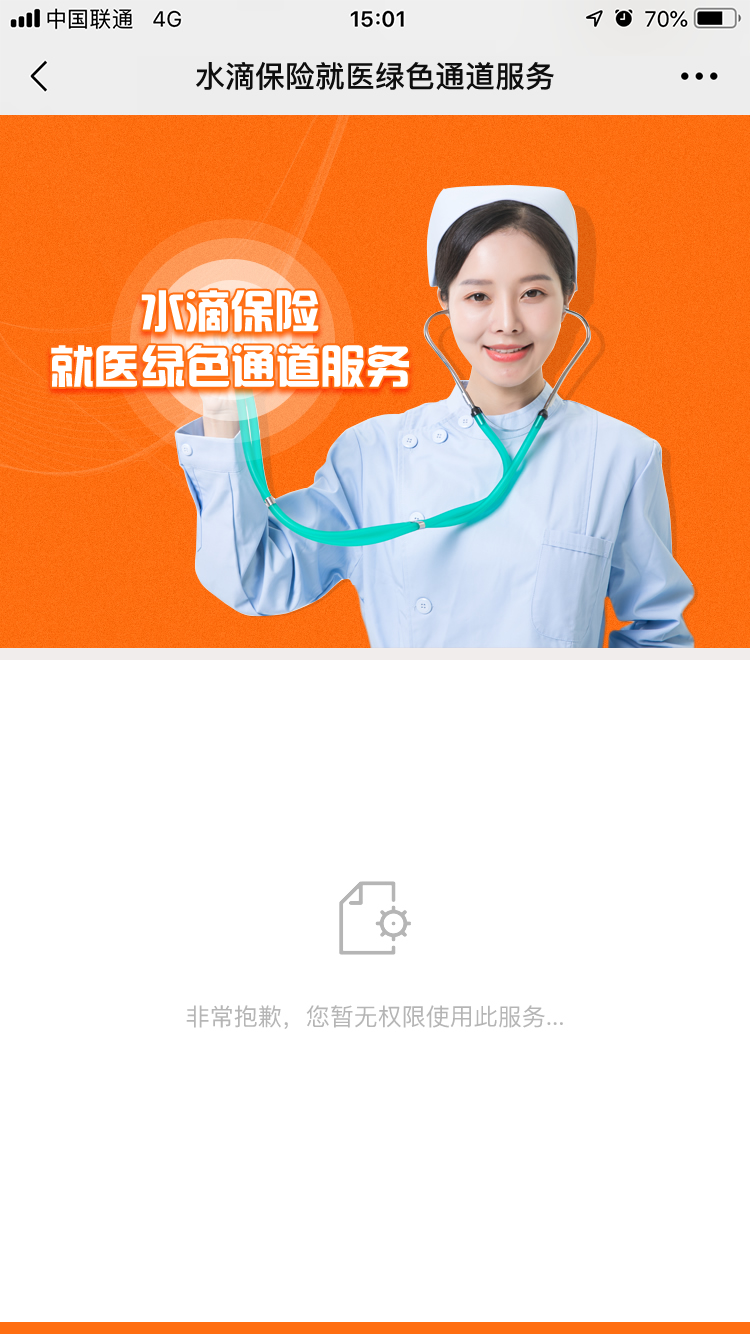 中国联通 4G 15:01 70%
水滴保险就医绿色通道服务
水滴保险
就医绿色通道服务
非常抱歉，您暂无权限使用此服务...